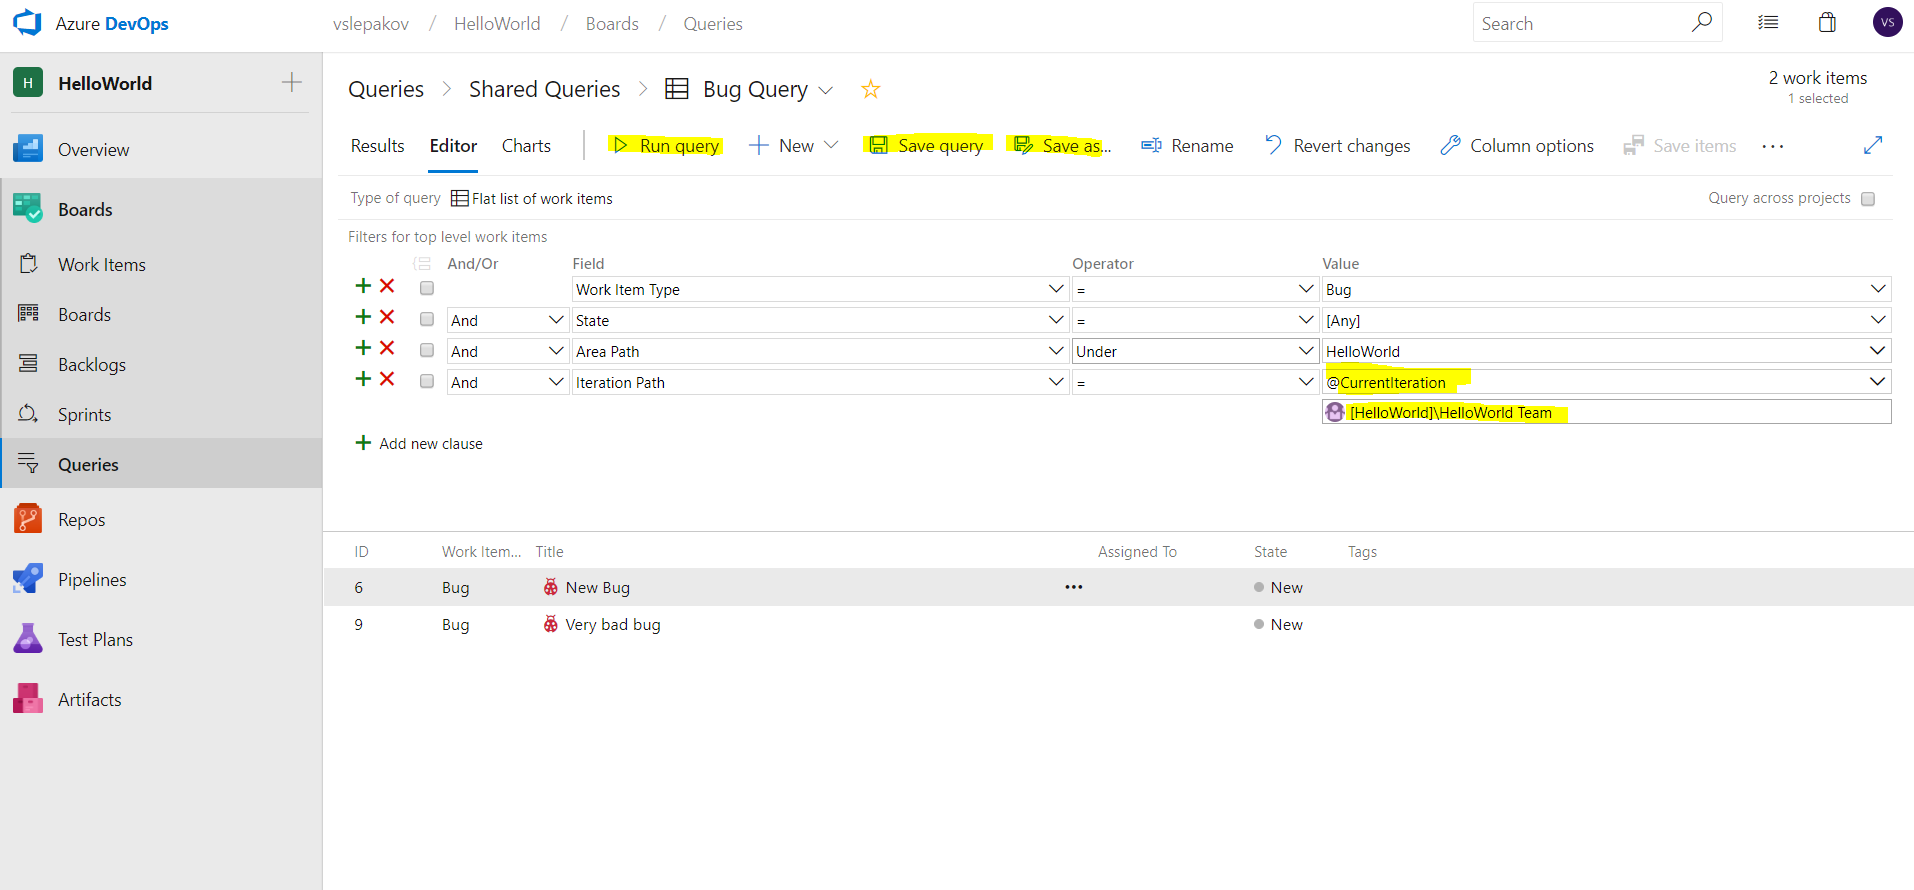 Azure DevOps
vslepakov / HelloWorld / Boards / Queries
Search
VS
H HelloWorld
Overview
Boards
Work Items
Boards
Backlogs
Sprints
Queries
Repos
Pipelines
Test Plans
Artifacts
Queries > Shared Queries > Bug Query
2 work items
1 selected
Results Editor Charts Run query New Save query Save as... Rename Revert changes Column options Save items ...
Type of query Flat list of work items Query across projects
Filters for top level work items
And/Or Field Operator Value
Work Item Type = Bug
And State = [Any]
And Area Path Under HelloWorld
And Iteration Path = @CurrentIteration
[HelloWorld]\HelloWorld Team
Add new clause
ID Work Item... Title Assigned To State Tags
6 Bug New Bug ... New
9 Bug Very bad bug New